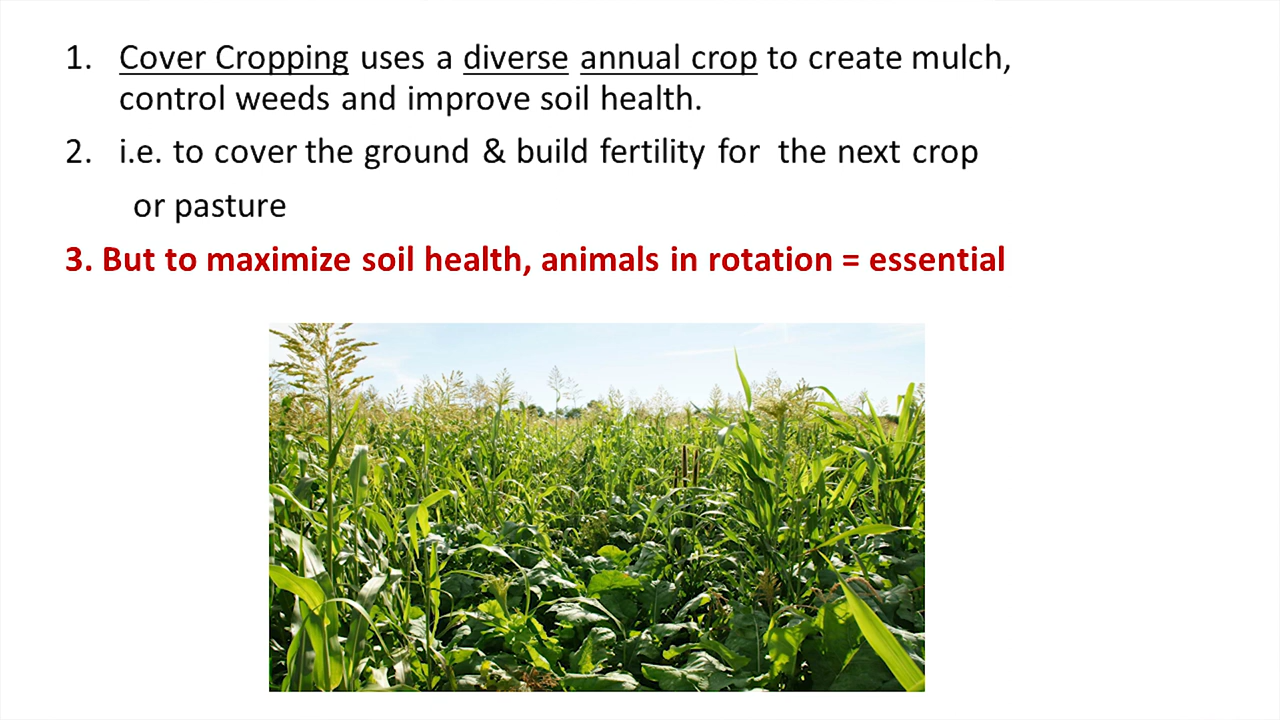 1. Cover Cropping uses a diverse annual crop to create mulch,
control weeds and improve soil health.
2. i.e. to cover the ground & build fertility for the next crop
or pasture
3. But to maximize soil health, animals in rotation = essential